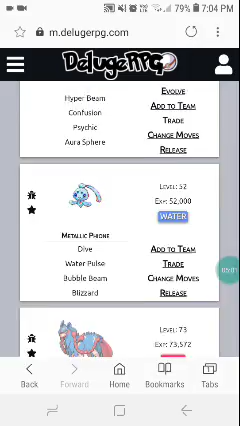 79% 7:04 PM
m.delugerpg.com
DelugeRPG
Hyper Beam
Confusion
Psychic
Aura Sphere
Evolve
Add to Team
Trade
Change Moves
Release
Level: 52
Exp: 52,000
WATER
Metallic Phione
Dive
Water Pulse
Bubble Beam
Blizzard
Add to Team
Trade
Change Moves
Release
05:01
Level: 73
Exp: 73,572
Back
Forward
Home
Bookmarks
Tabs